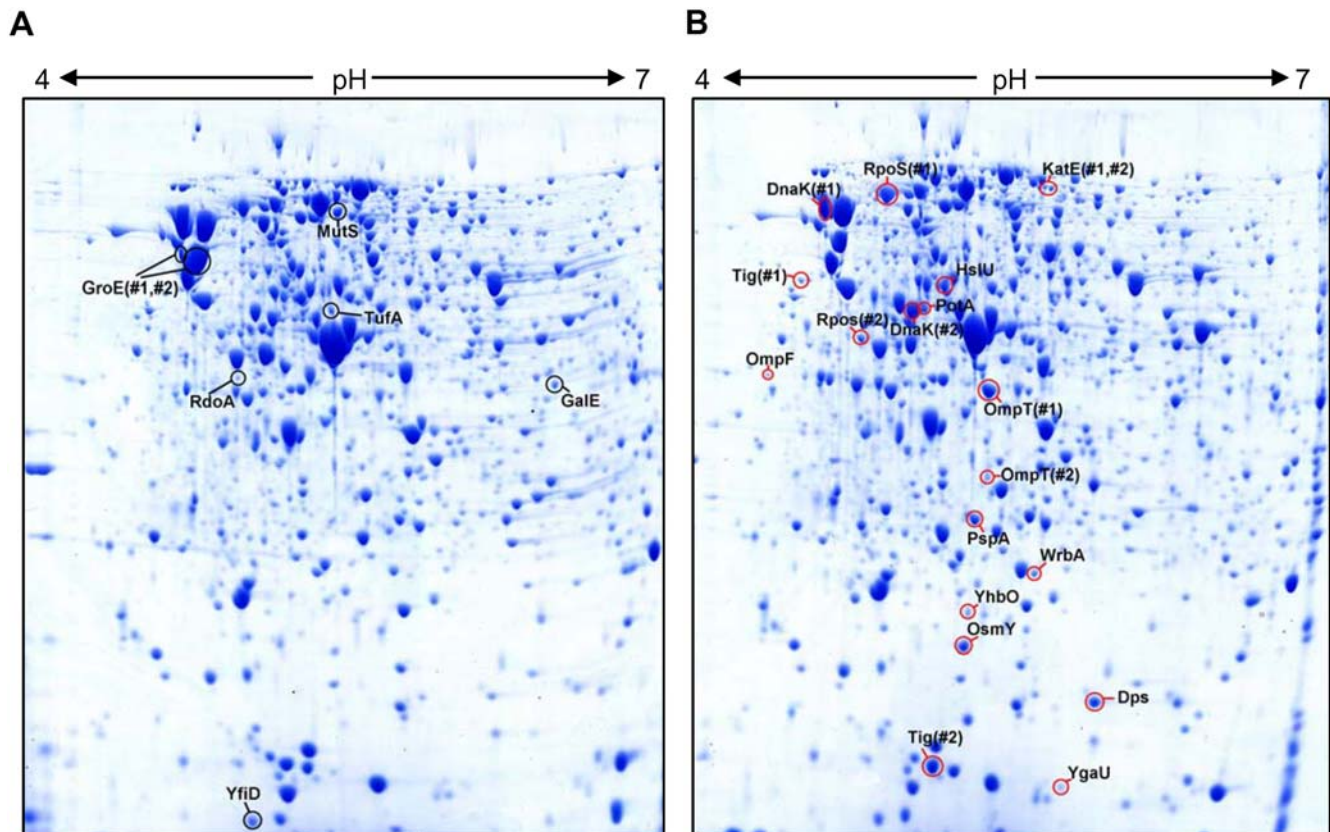 A
B
4 pH 7
4 pH 7
MutS
GroE(#1,#2)
TufA
RdoA
GalE
YfiD
RpoS(#1)
KatE(#1,#2)
DnaK(#1)
Tig(#1)
HslU
PotA
Rpos(#2)
DnaK(#2)
OmpF
OmpT(#1)
OmpT(#2)
PspA
WrbA
YhbO
OsmY
Dps
Tig(#2)
YgaU